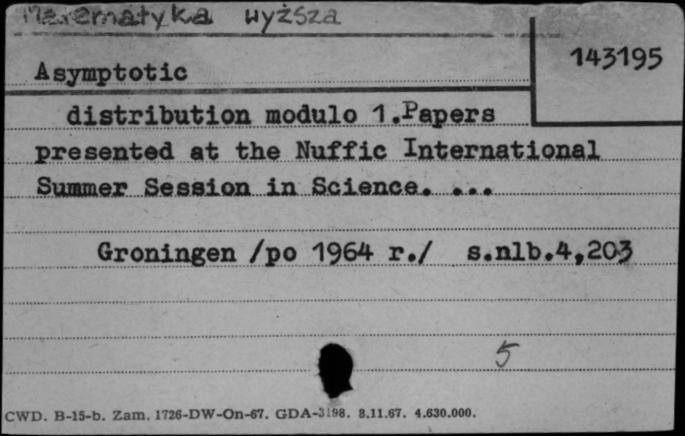 Matematyka wyższa
143195
Asymptotic
distribution modulo 1.Papers
presented at the Nuffic International
Summer Session in Science. ...
Groningen /po 1964 r./ s.nlb.4,203
5
CWD. B-15-b. Zam. 1726-DW-On-67. GDA-3198. 8.11.67. 4.630.000.